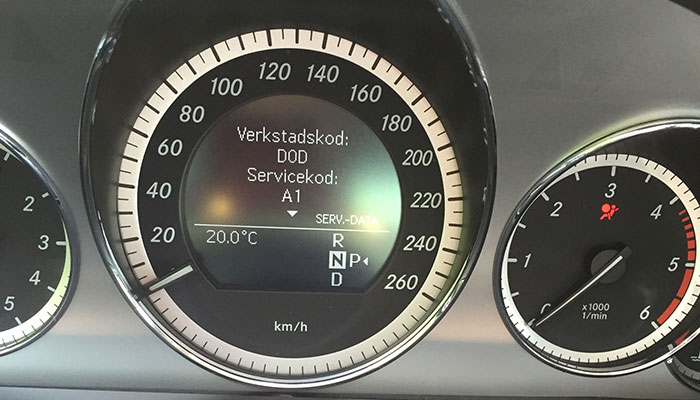 Verkstadskod:
DOD
Servicekod:
A1
SERV.-DATA
20.0°C
R
N P
D
20
40
60
80
100
120
140
160
180
200
220
240
260
km/h
2
3
4
5
1
2
3
4
5
6
x1000
1/min